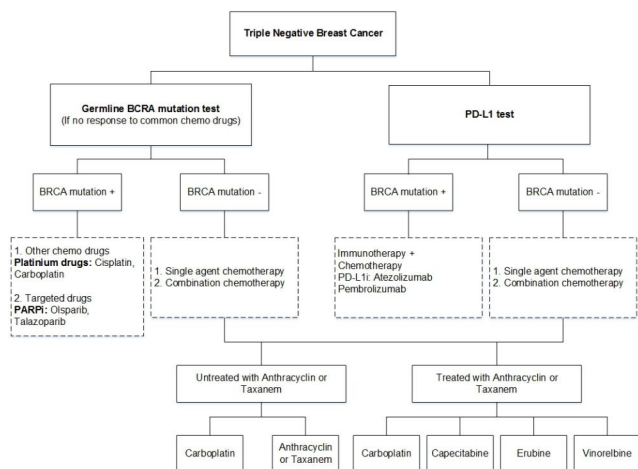 Triple Negative Breast Cancer
Germline BCRA mutation test
(If no response to common chemo drugs)
PD-L1 test
BRCA mutation +
BRCA mutation -
BRCA mutation +
BRCA mutation -
1. Other chemo drugs
Platinium drugs: Cisplatin,
Carboplatin
2. Targeted drugs
PARPi: Olsparib,
Talazoparib
1. Single agent chemotherapy
2. Combination chemotherapy
Immunotherapy +
Chemotherapy
PD-L1i: Atezolizumab
Pembrolizumab
1. Single agent chemotherapy
2. Combination chemotherapy
Untreated with Anthracyclin or
Taxanem
Treated with Anthracyclin or
Taxanem
Carboplatin
Anthracyclin
or Taxanem
Carboplatin
Capecitabine
Erubine
Vinorelbine